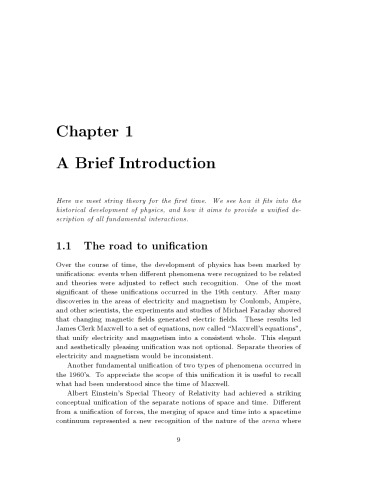 Chapter 1
A Brief Introduction
Here we meet string theory for the first time. We see how it fits into the
historical development of physics, and how it aims to provide a unified de-
scription of all fundamental interactions.
1.1 The road to unification
Over the course of time, the development of physics has been marked by
unifications: events when different phenomena were recognized to be related
and theories were adjusted to reflect such recognition. One of the most
significant of these unifications occurred in the 19th century. After many
discoveries in the areas of electricity and magnetism by Coulomb, Ampère,
and other scientists, the experiments and studies of Michael Faraday showed
that changing magnetic fields generated electric fields. These results led
James Clerk Maxwell to a set of equations, now called “Maxwell’s equations”,
that unify electricity and magnetism into a consistent whole. This elegant
and aesthetically pleasing unification was not optional. Separate theories of
electricity and magnetism would be inconsistent.
Another fundamental unification of two types of phenomena occurred in
the 1960’s. To appreciate the scope of this unification it is useful to recall
what had been understood since the time of Maxwell.
Albert Einstein’s Special Theory of Relativity had achieved a striking
conceptual unification of the separate notions of space and time. Different
from a unification of forces, the merging of space and time into a spacetime
continuum represented a new recognition of the nature of the arena where
9